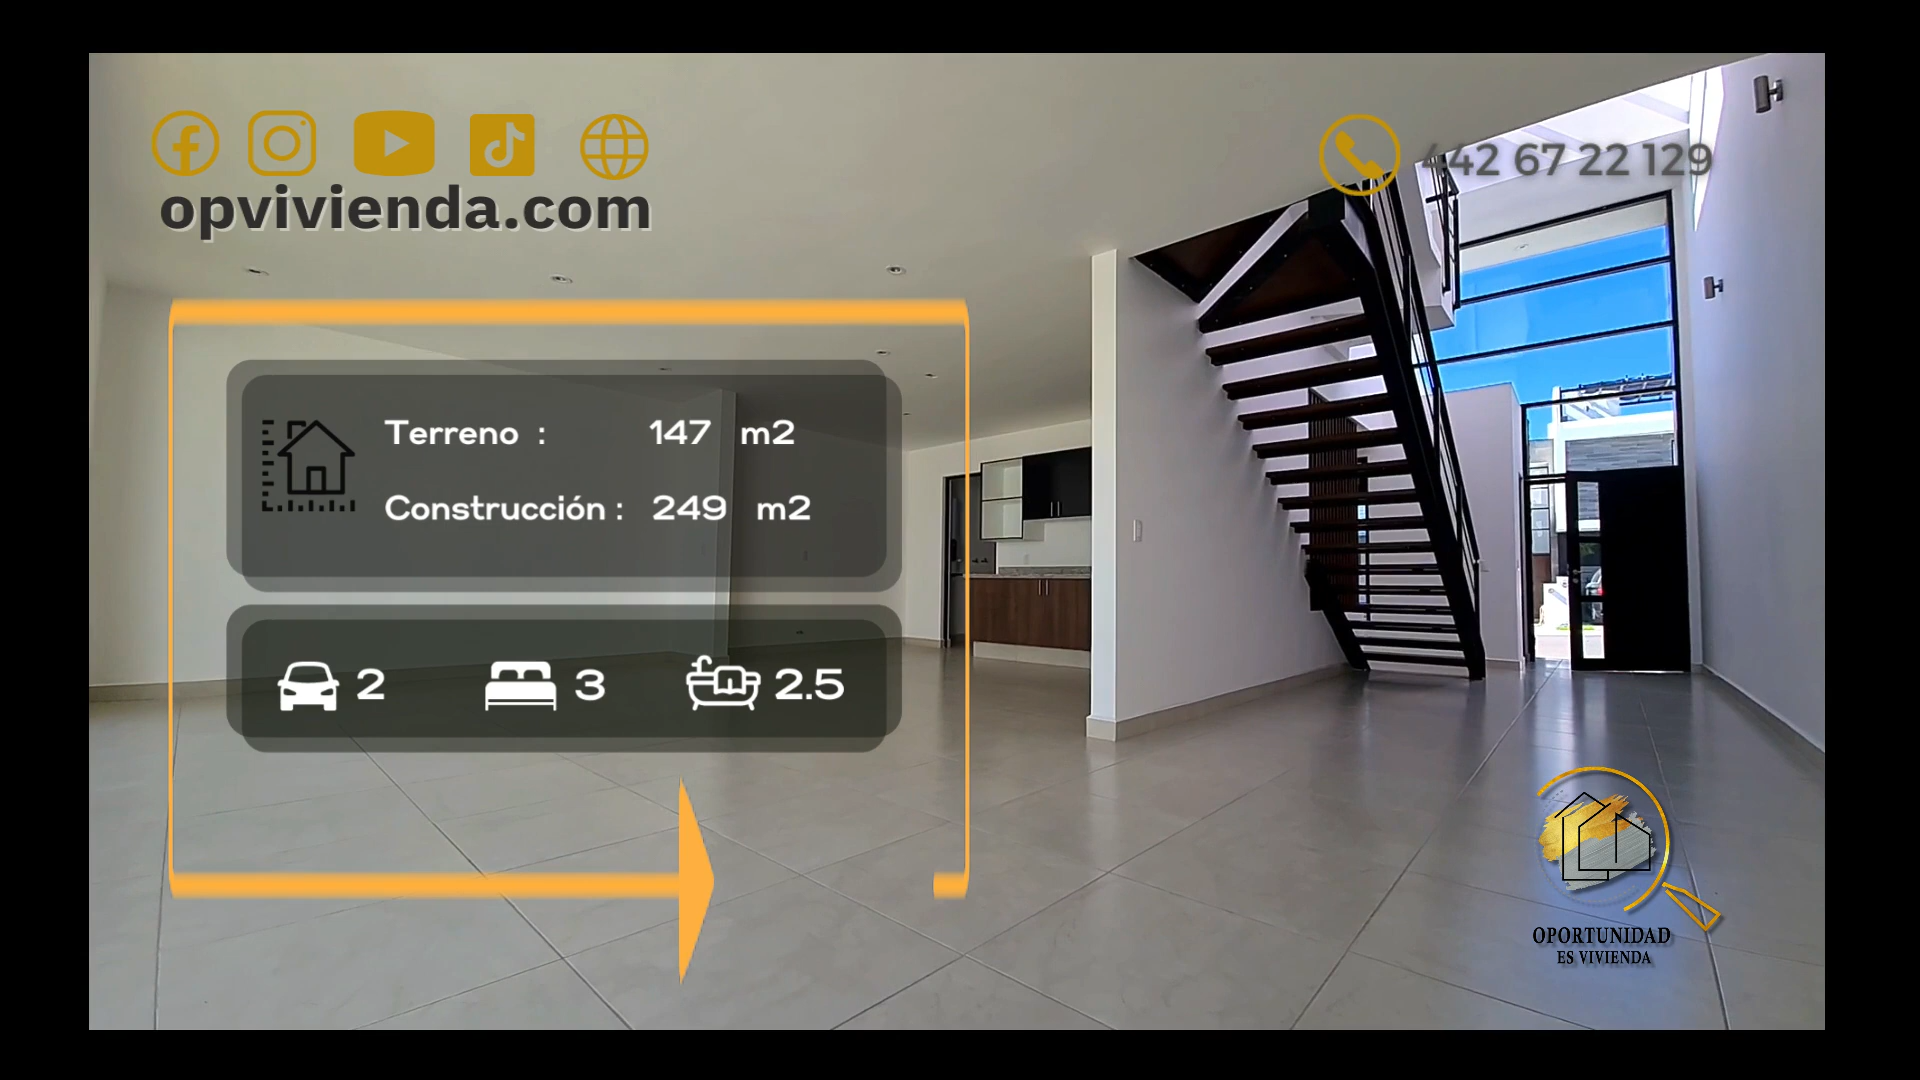 opvivienda.com
442 67 22 129
Terreno : 147 m2
Construcción : 249 m2
2 3 2.5
OPORTUNIDAD
ES VIVIENDA